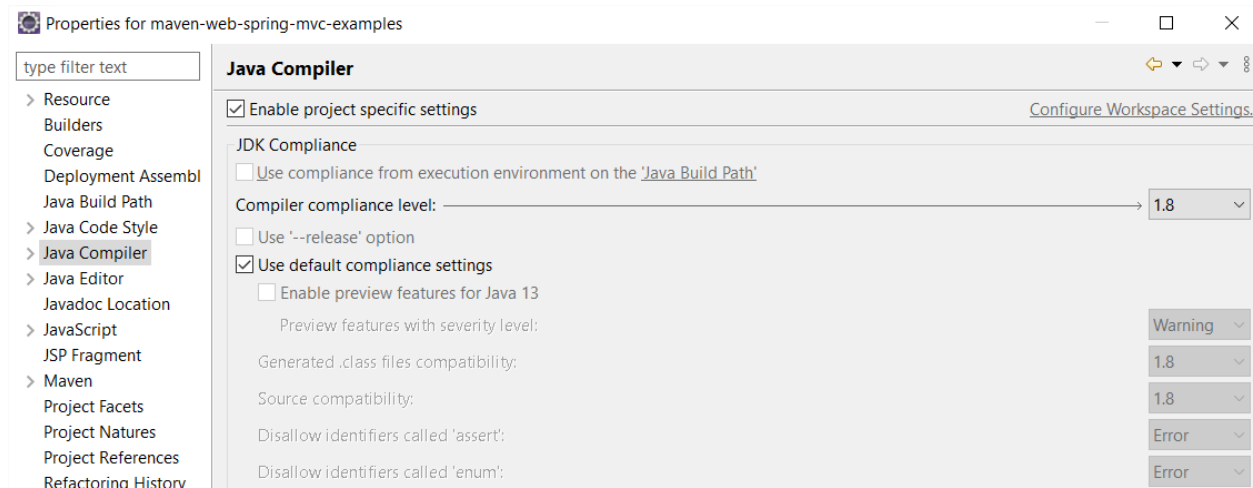 Properties for maven-web-spring-mvc-examples
type filter text
Resource
Builders
Coverage
Deployment Assembl
Java Build Path
Java Code Style
Java Compiler
Java Editor
Javadoc Location
JavaScript
JSP Fragment
Maven
Project Facets
Project Natures
Project References
Refactoring History
Java Compiler
Enable project specific settings
Configure Workspace Settings.
JDK Compliance
Use compliance from execution environment on the 'Java Build Path'
Compiler compliance level: 1.8
Use '--release' option
Use default compliance settings
Enable preview features for Java 13
Preview features with severity level: Warning
Generated .class files compatibility: 1.8
Source compatibility: 1.8
Disallow identifiers called 'assert': Error
Disallow identifiers called 'enum': Error